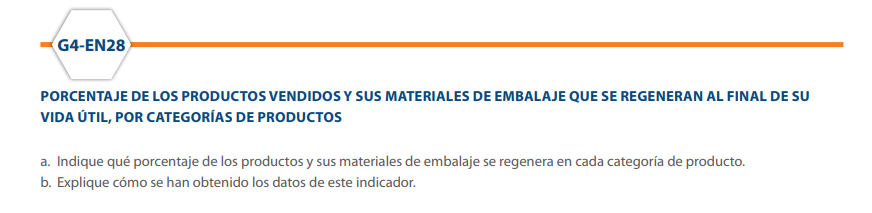 G4-EN28
PORCENTAJE DE LOS PRODUCTOS VENDIDOS Y SUS MATERIALES DE EMBALAJE QUE SE REGENERAN AL FINAL DE SU
VIDA ÚTIL, POR CATEGORÍAS DE PRODUCTOS
a. Indique qué porcentaje de los productos y sus materiales de embalaje se regenera en cada categoría de producto.
b. Explique cómo se han obtenido los datos de este indicador.